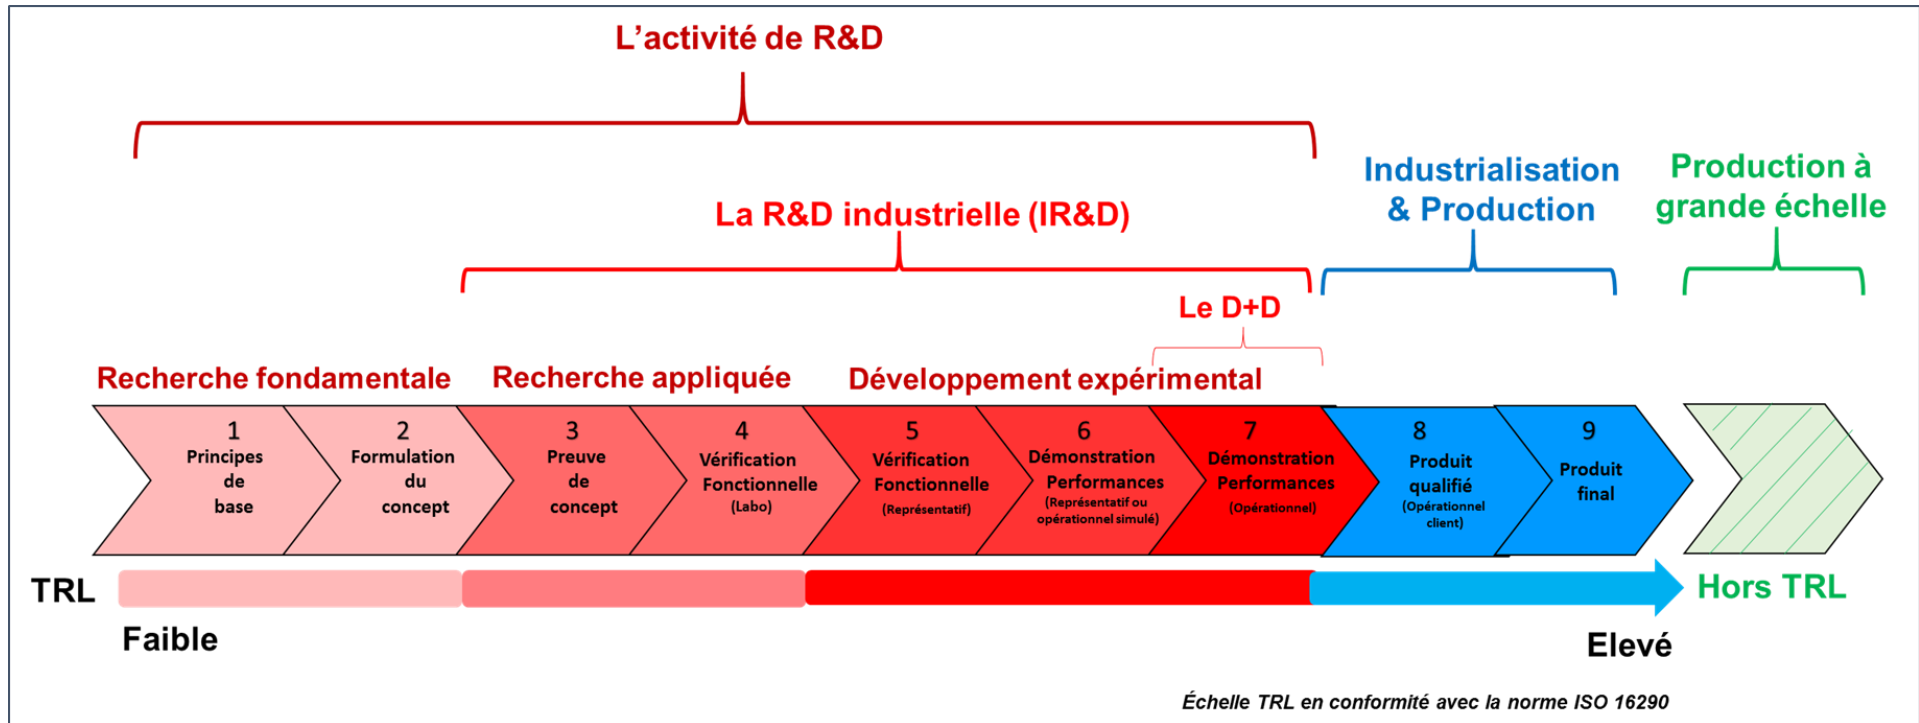 L'activité de R&D
La R&D industrielle (IR&D)
Industrialisation
& Production
Production à
grande échelle
Le D+D
Recherche fondamentale
Recherche appliquée
Développement expérimental
1
Principes
de
base
2
Formulation
du
concept
3
Preuve
de
concept
4
Vérification
Fonctionnelle
(Labo)
5
Vérification
Fonctionnelle
(Représentatif)
6
Démonstration
Performances
(Représentatif ou
opérationnel simulé)
7
Démonstration
Performances
(Opérationnel)
8
Produit
qualifié
(Opérationnel
client)
9
Produit
final
TRL
Hors TRL
Faible
Elevé
Échelle TRL en conformité avec la norme ISO 16290